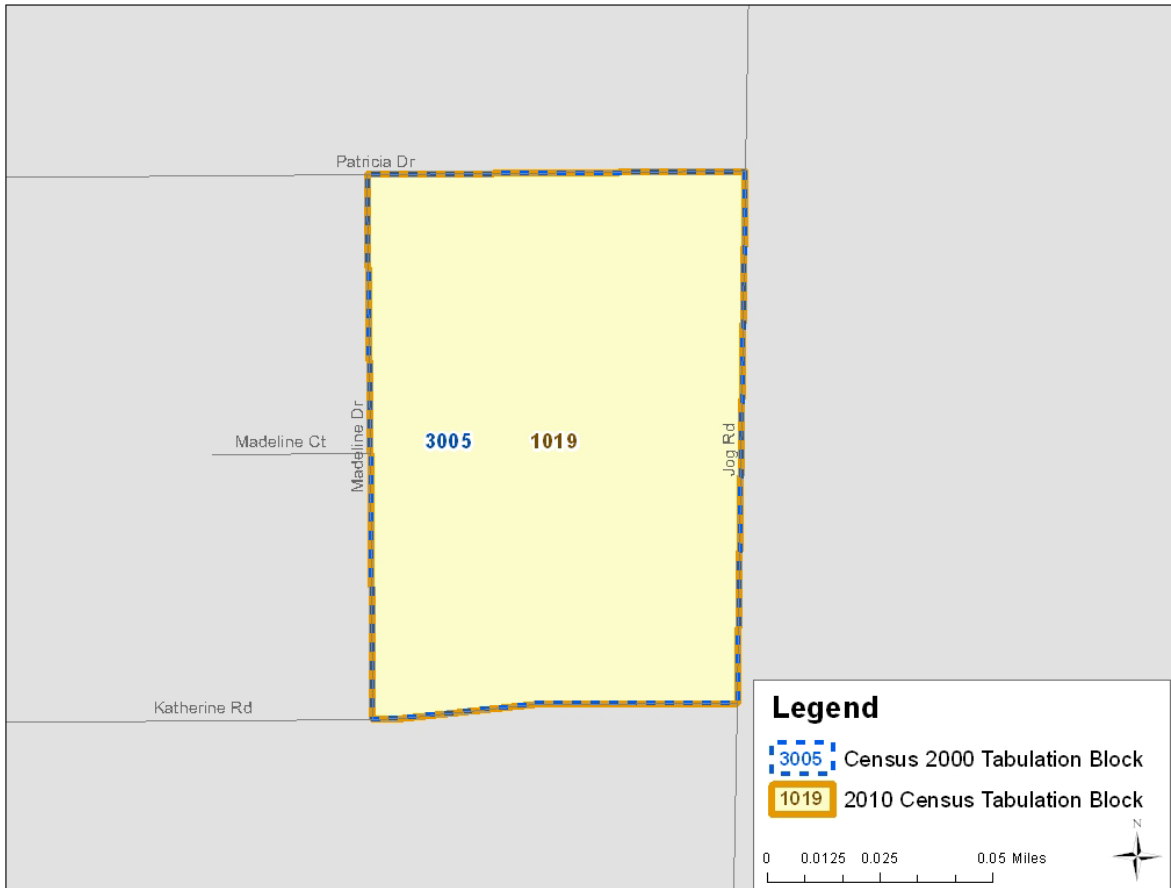 Patricia Dr
Madeline Dr
Madeline Ct
3005
1019
Jog Rd
Katherine Rd
Legend
3005 Census 2000 Tabulation Block
1019 2010 Census Tabulation Block
N
0 0.0125 0.025 0.05 Miles